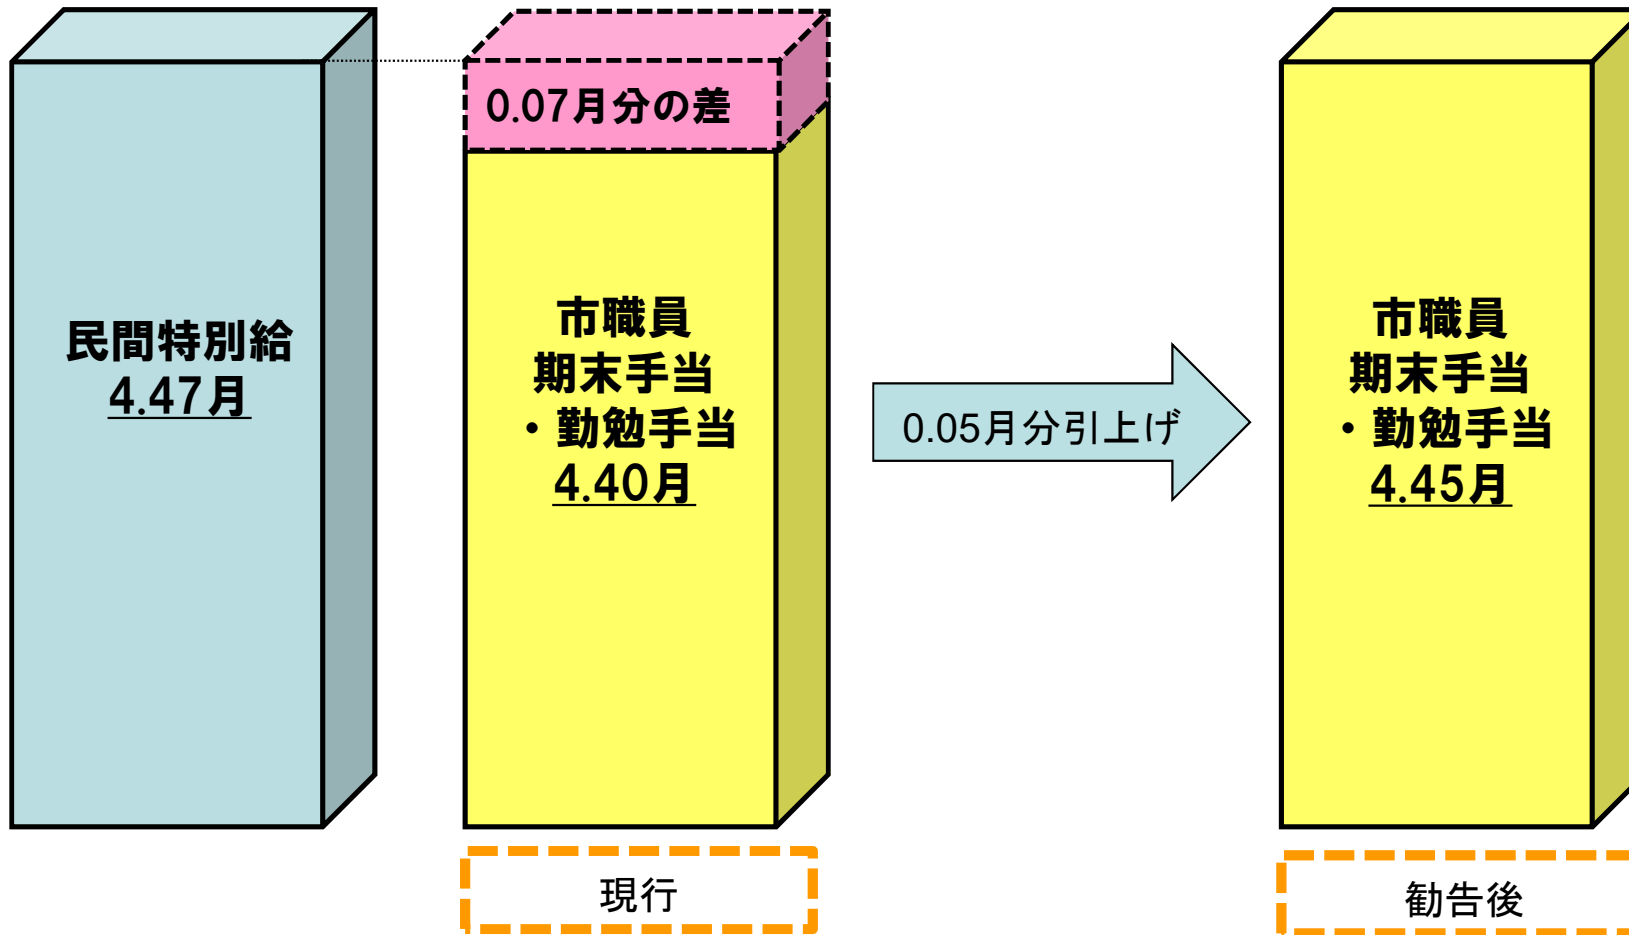 民間特別給
4.47月
0.07月分の差
市職員
期末手当
・勤勉手当
4.40月
現行
0.05月分引上げ
市職員
期末手当
・勤勉手当
4.45月
勧告後